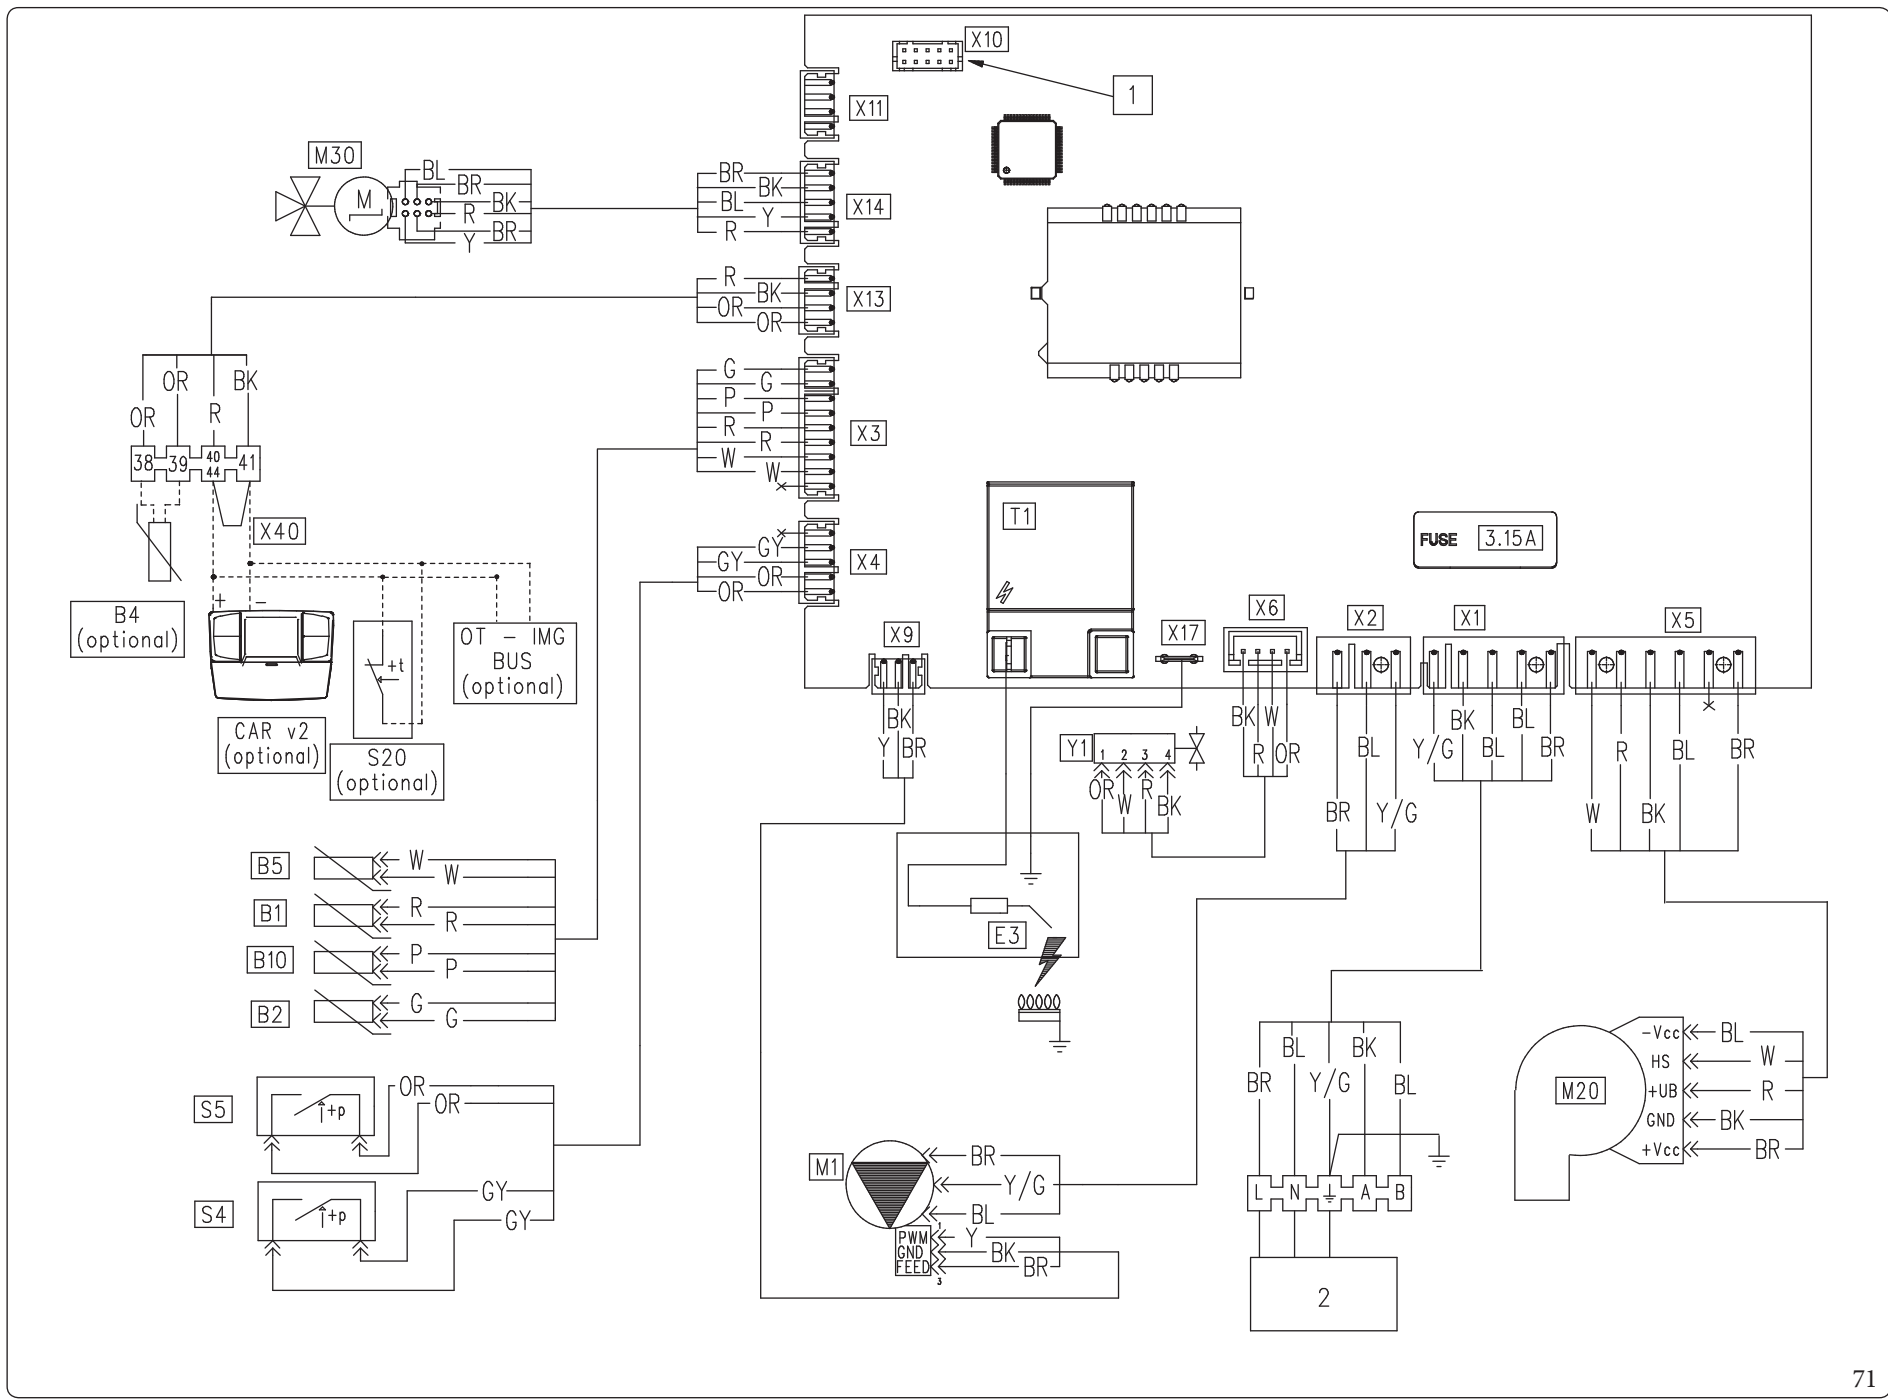 X10
1
X11
M30
M
BL
BR
BK
R
BR
Y
BR
BK
BL
Y
R
X14
R
BK
OR
OR
X13
OR
OR
R
BK
38
39
40
44
41
X40
G
G
P
P
R
R
W
W
X3
GY
GY
OR
OR
X4
T1
FUSE
3.15A
B4
(optional)
+
-
CAR v2
(optional)
+t
S20
(optional)
OT - IMG
BUS
(optional)
X9
X17
X6
X2
X1
X5
Y
BK
BR
Y1
1
2
3
4
OR
W
R
BK
BK
R
W
OR
BR
BL
Y/G
Y/G
BK
BL
BL
BR
W
R
BK
BL
BR
B5
W
W
B1
R
R
B10
P
P
B2
G
G
E3
S5
+p
OR
OR
S4
+p
GY
GY
M1
BR
Y/G
BL
PWM
GND
FEED
1
3
Y
BK
BR
BR
BL
Y/G
BK
BL
L
N
A
B
2
M20
-Vcc
HS
+UB
GND
+Vcc
BL
W
R
BK
BR
71